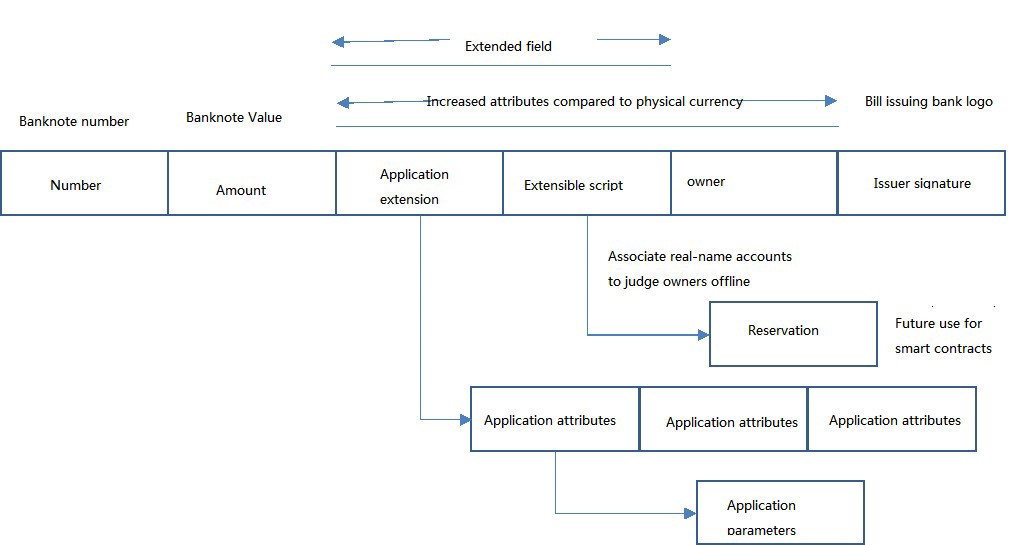 Extended field
Increased attributes compared to physical currency
Bill issuing bank logo
Banknote number
Banknote Value
Number
Amount
Application
extension
Extensible script
owner
Issuer signature
Associate real-name accounts
to judge owners offline
Reservation
Future use for
smart contracts
Application attributes
Application attributes
Application attributes
Application
parameters